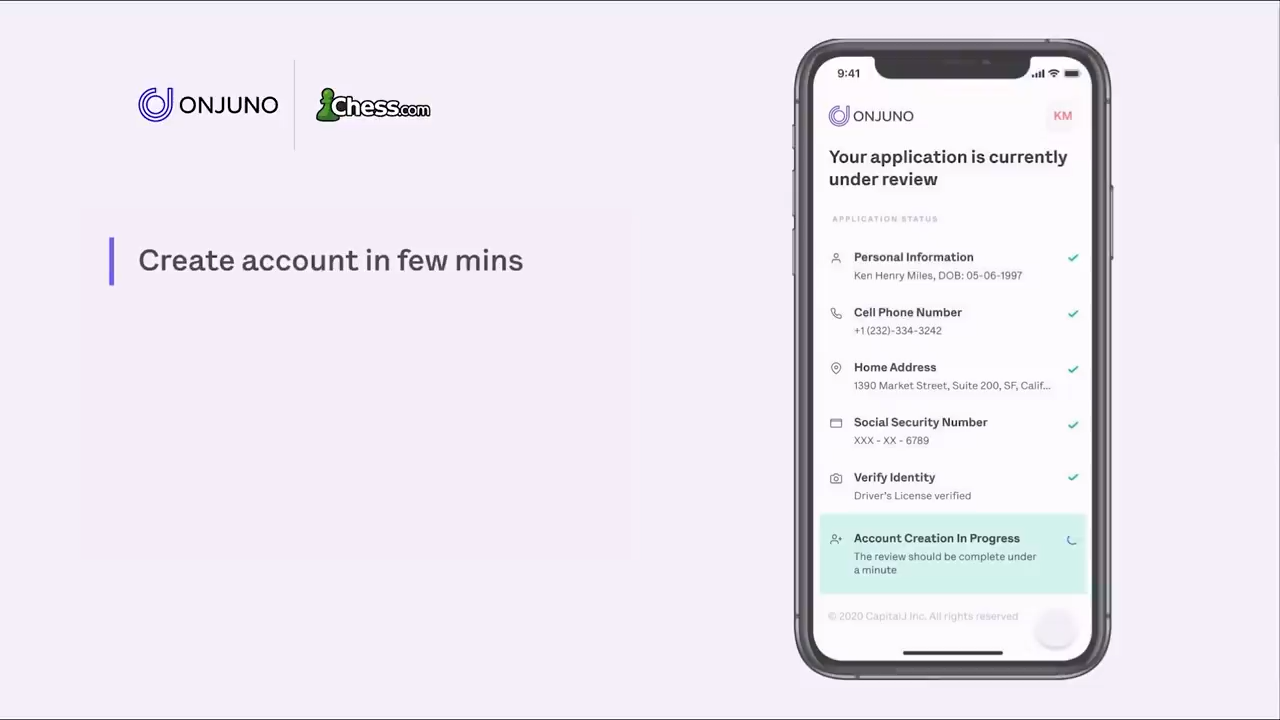 ONJUNO
Chess.com
Create account in few mins
9:41
ONJUNO
KM
Your application is currently
under review
APPLICATION STATUS
Personal Information
Ken Henry Miles, DOB: 05-06-1997
Cell Phone Number
+1 (232)-334-3242
Home Address
1390 Market Street, Suite 200, SF, Calif...
Social Security Number
XXX - XX - 6789
Verify Identity
Driver's License verified
Account Creation In Progress
The review should be complete under
a minute
© 2020 CapitalJ Inc. All rights reserved